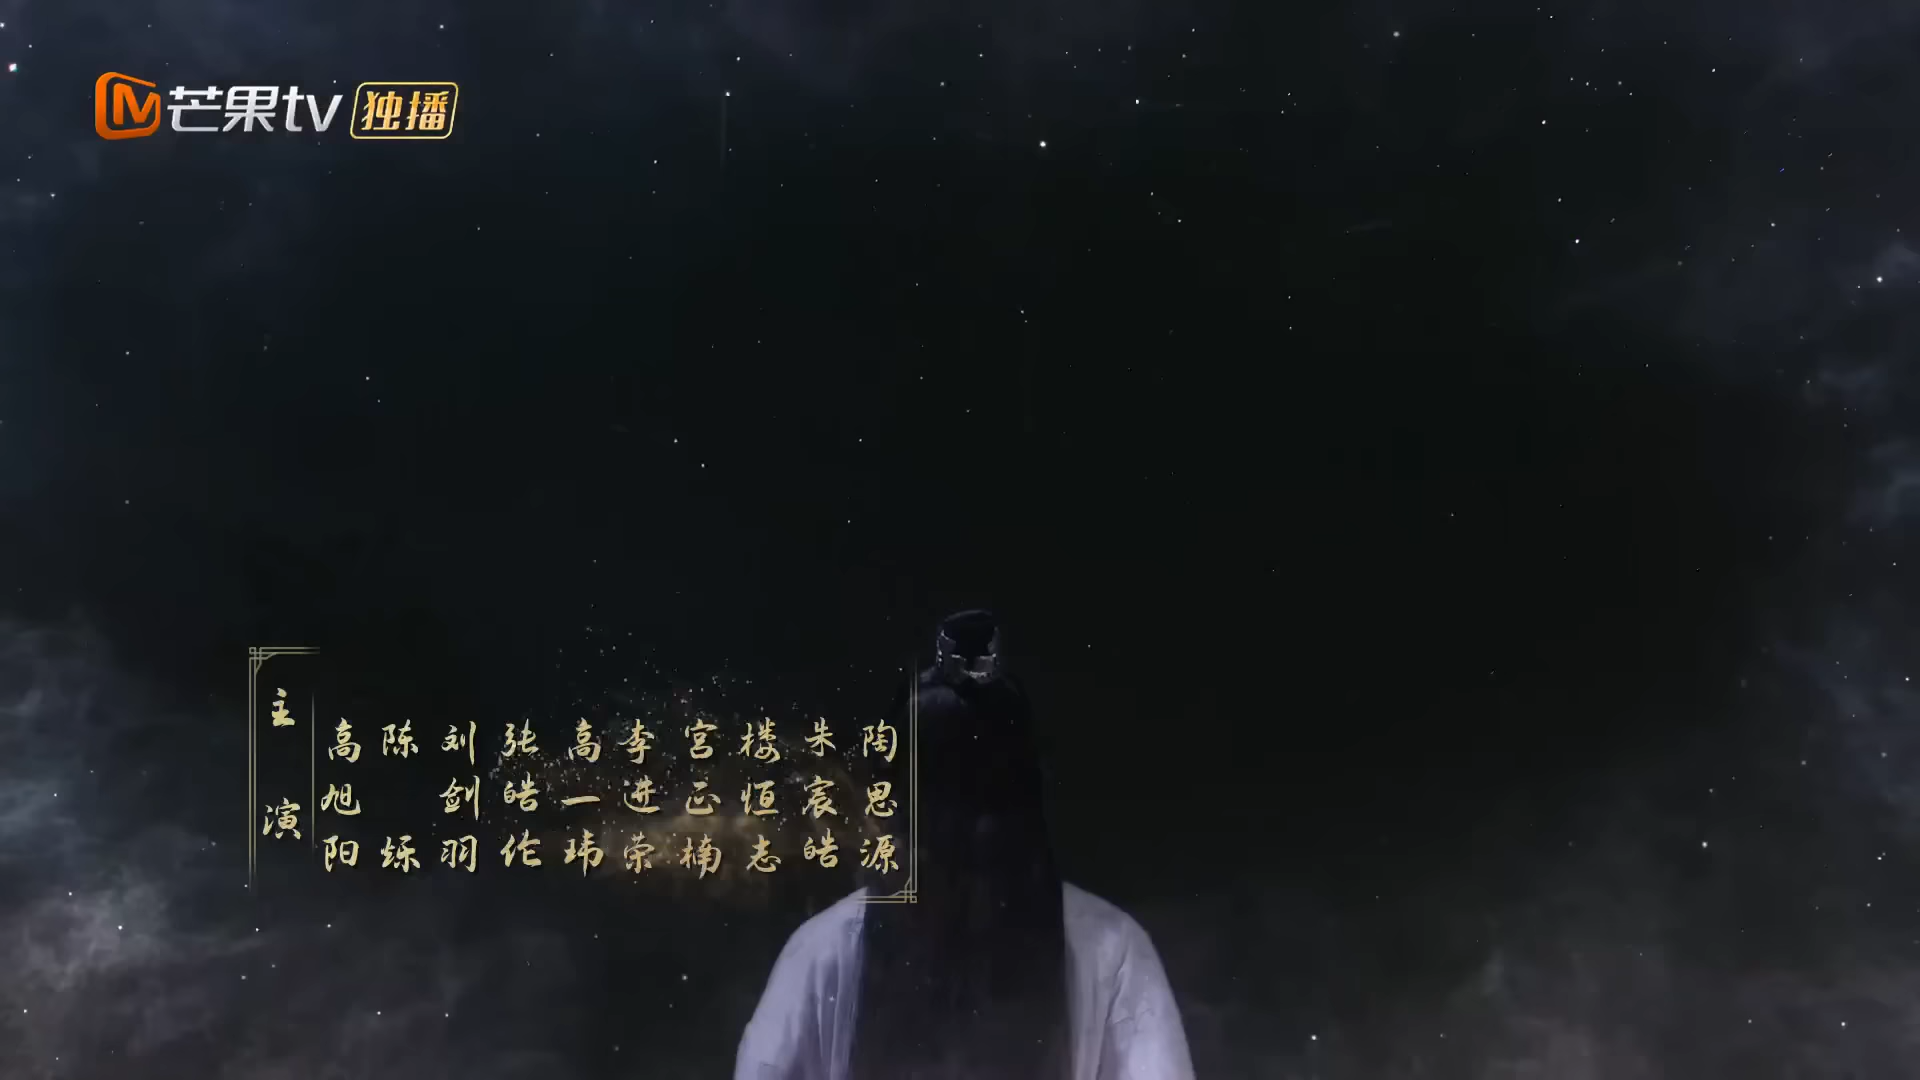 芒果tv 独播
主演
高旭阳
陈烁
刘剑羽
张皓伦
高一玮
李进荣
宫正楠
楼恒志
朱宸皓
陶思源